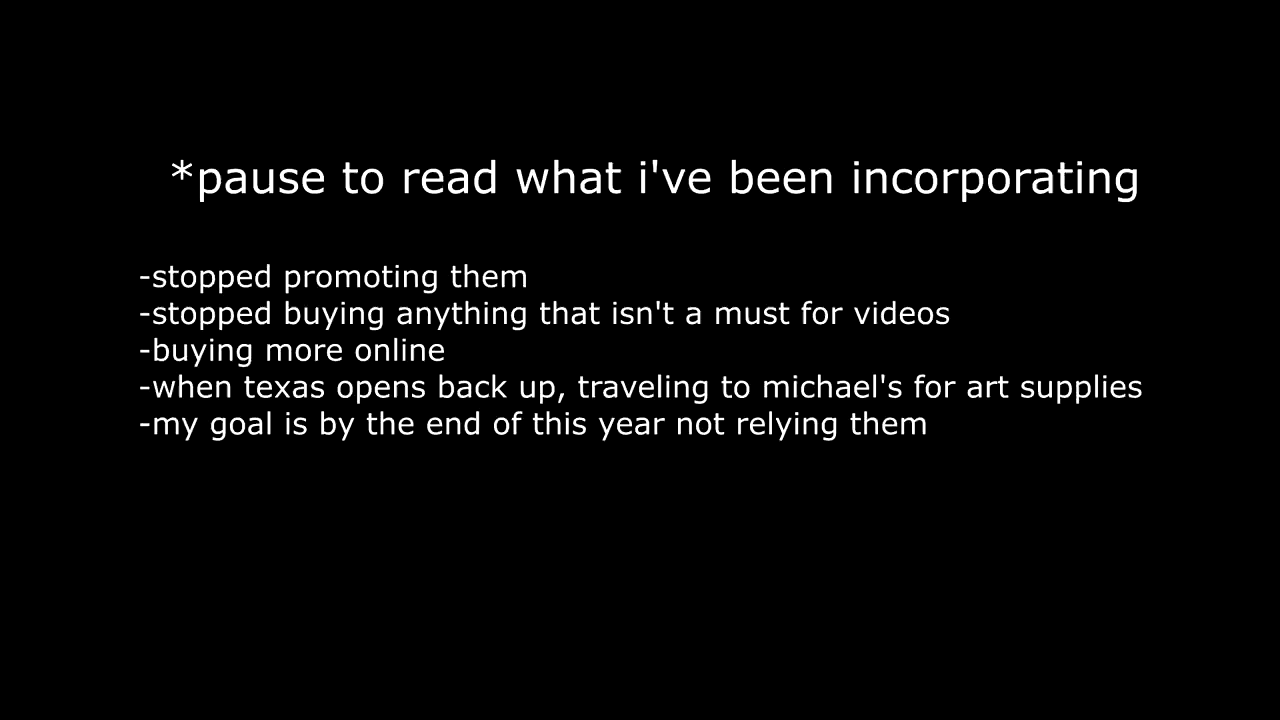 *pause to read what i've been incorporating
-stopped promoting them
-stopped buying anything that isn't a must for videos
-buying more online
-when texas opens back up, traveling to michael's for art supplies
-my goal is by the end of this year not relying them